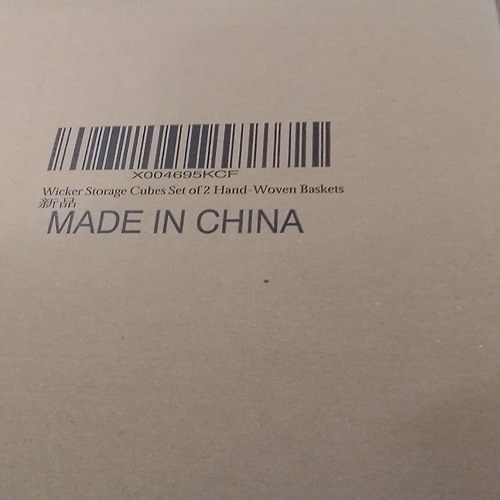 X004695KCF
Wicker Storage Cubes Set of 2 Hand-Woven Baskets
新品
MADE IN CHINA